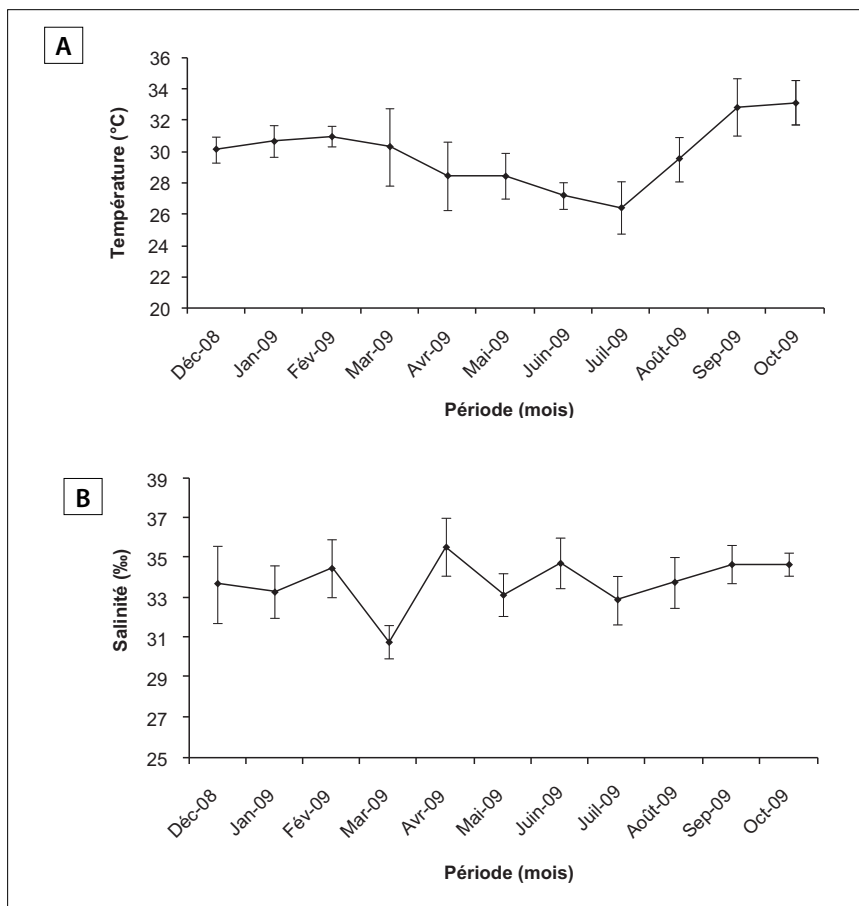 A
36
34
32
30
28
26
24
22
20
Température (°C)
Déc-08
Jan-09
Fév-09
Mar-09
Avr-09
Mai-09
Juin-09
Juil-09
Août-09
Sep-09
Oct-09
Période (mois)
B
39
37
35
33
31
29
27
25
Salinité (‰)
Déc-08
Jan-09
Fév-09
Mar-09
Avr-09
Mai-09
Juin-09
Juil-09
Août-09
Sep-09
Oct-09
Période (mois)